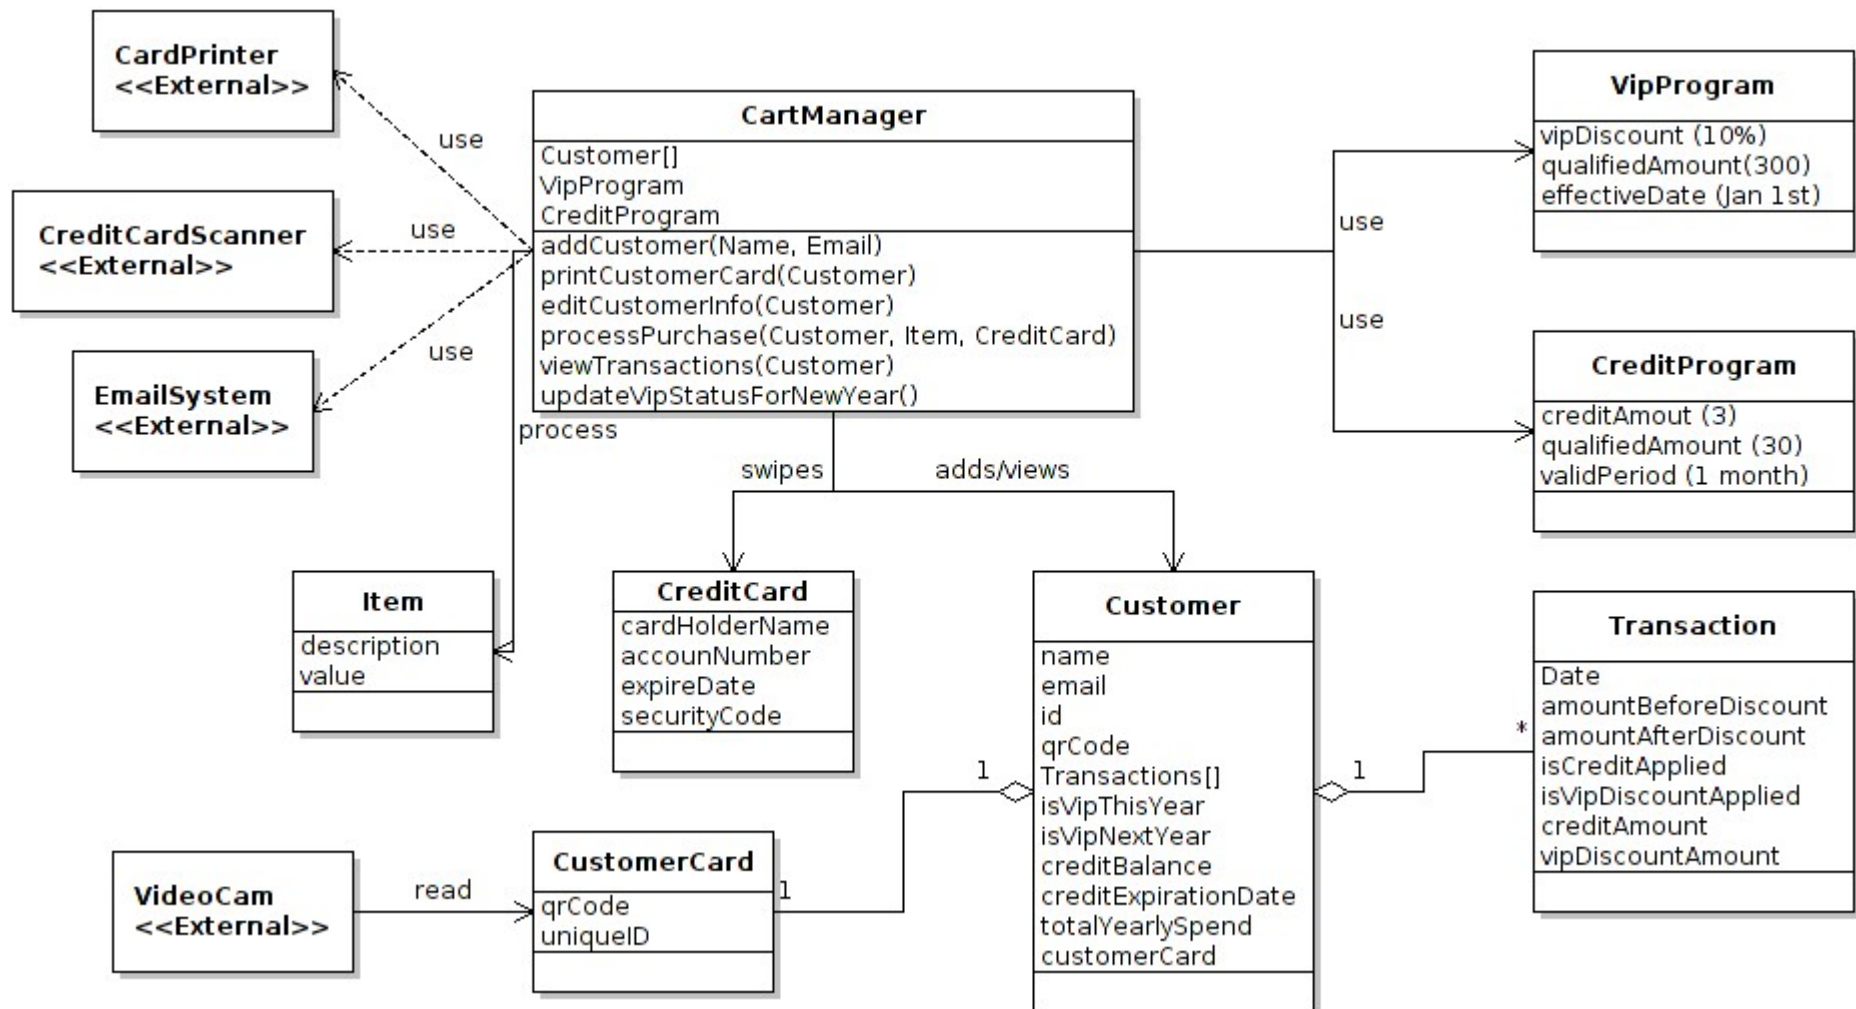 CardPrinter
<<External>>
use
CreditCardScanner
<<External>>
use
EmailSystem
<<External>>
use
CartManager
Customer[]
VipProgram
CreditProgram
addCustomer(Name, Email)
printCustomerCard(Customer)
editCustomerInfo(Customer)
processPurchase(Customer, Item, CreditCard)
viewTransactions(Customer)
updateVipStatusForNewYear()
process
swipes
adds/views
use
use
VipProgram
vipDiscount (10%)
qualifiedAmount(300)
effectiveDate (Jan 1st)
CreditProgram
creditAmout (3)
qualifiedAmount (30)
validPeriod (1 month)
Item
description
value
CreditCard
cardHolderName
accounNumber
expireDate
securityCode
Customer
name
email
id
qrCode
Transactions[]
isVipThisYear
isVipNextYear
creditBalance
creditExpirationDate
totalYearlySpend
customerCard
1
1
*
Transaction
Date
amountBeforeDiscount
amountAfterDiscount
isCreditApplied
isVipDiscountApplied
creditAmount
vipDiscountAmount
VideoCam
<<External>>
read
CustomerCard
qrCode
uniqueID
1